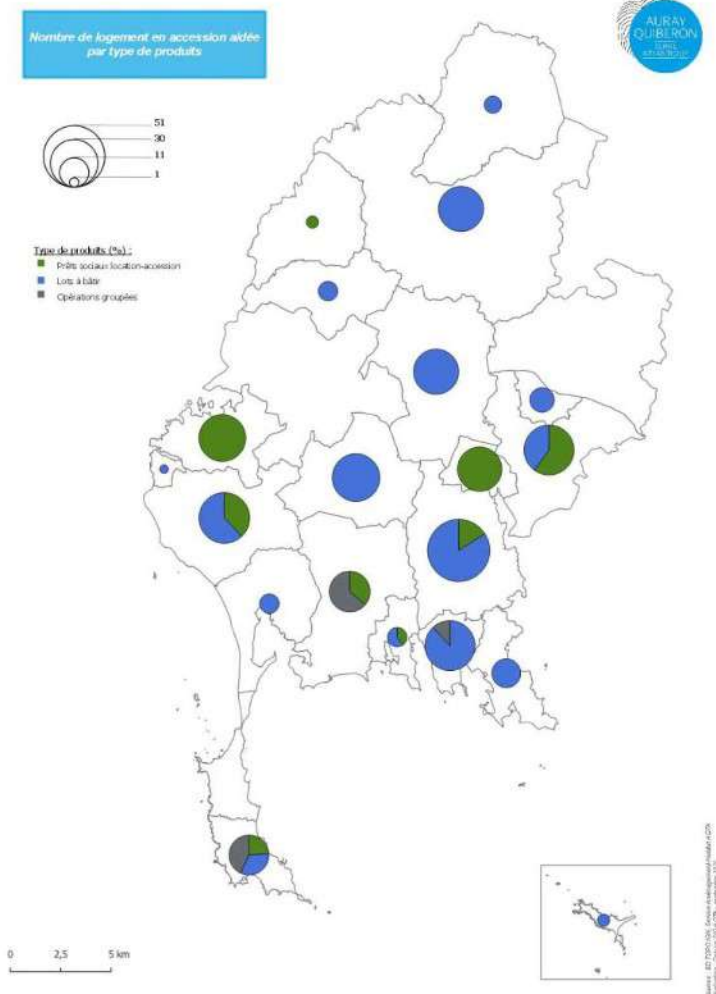 Nombre de logement en accession aidée
par type de produits
AURAY
QUIBERON
51
30
11
1
Type de produits (%) :
Prêts sociaux location-accession
Lots à bâtir
Opérations groupées
0 2,5 5 km